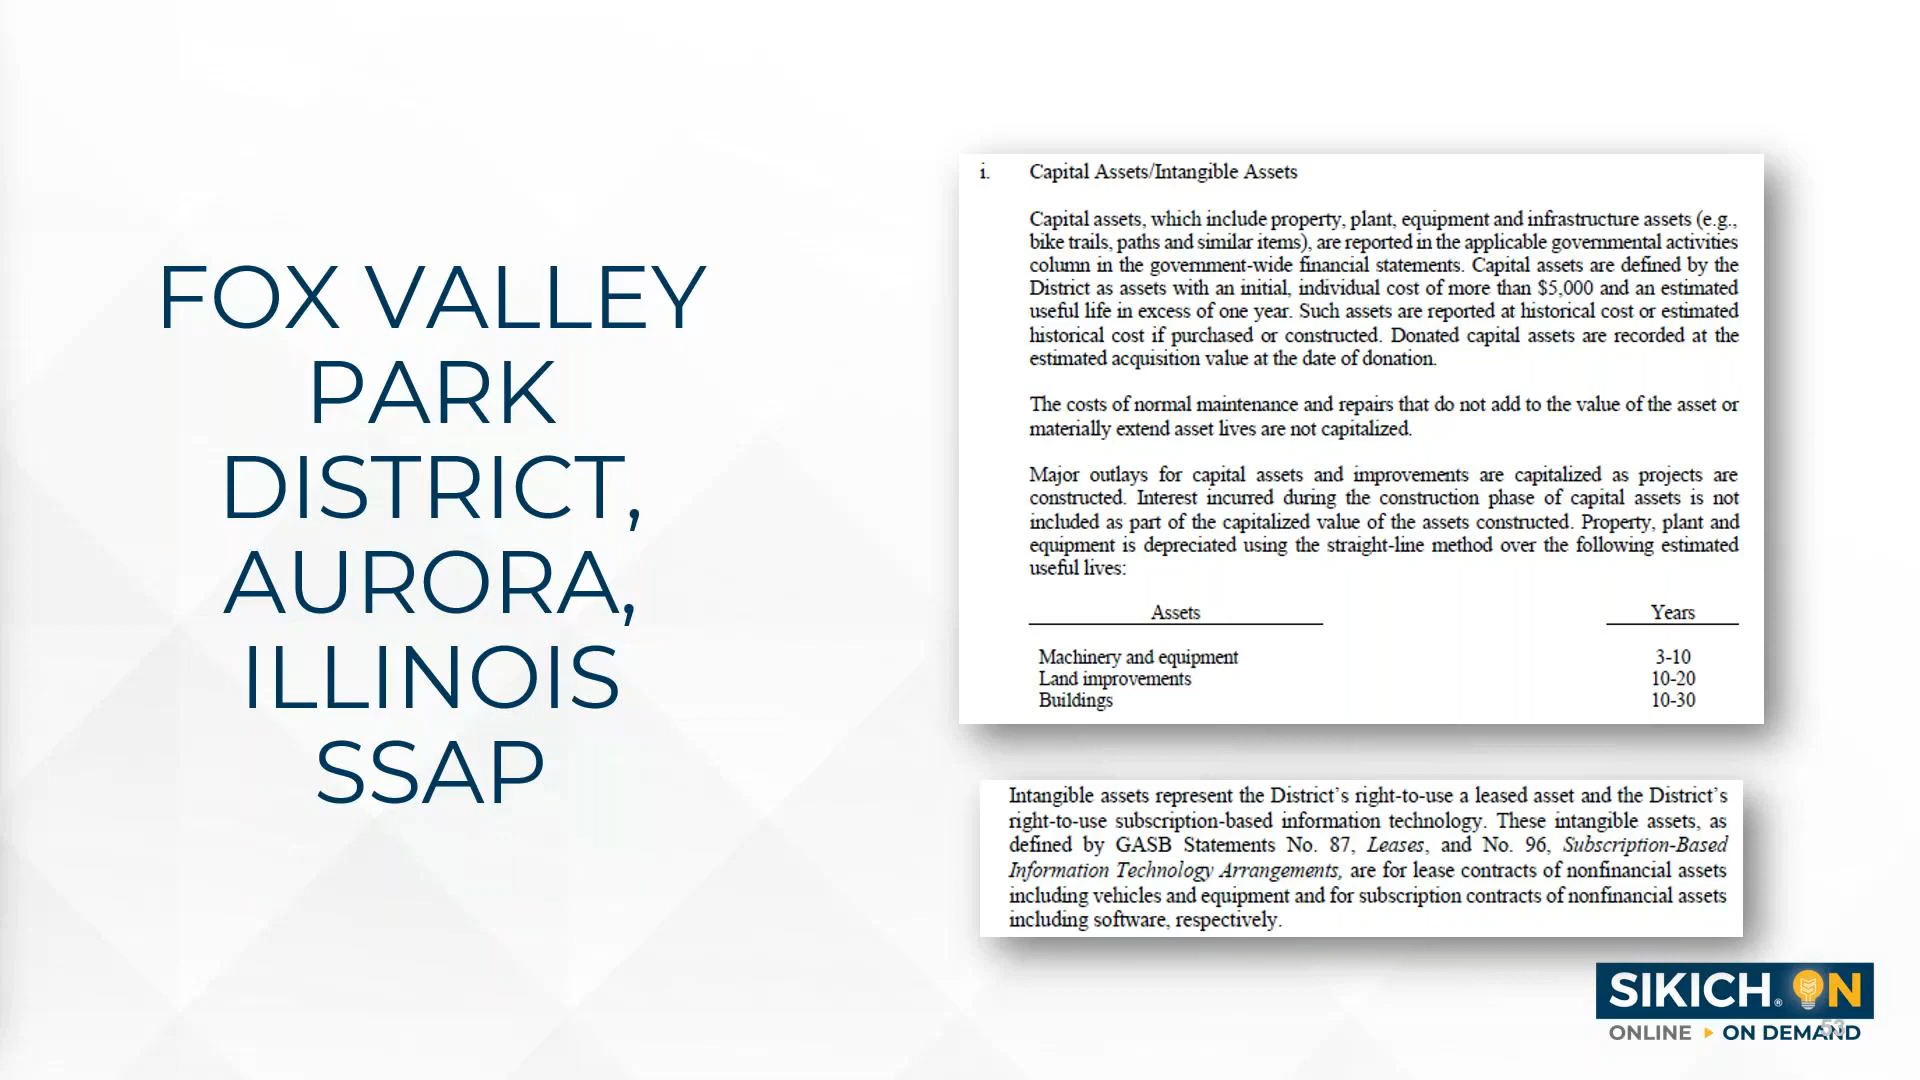 FOX VALLEY
PARK
DISTRICT,
AURORA,
ILLINOIS
SSAP
i. Capital Assets/Intangible Assets
Capital assets, which include property, plant, equipment and infrastructure assets (e.g.,
bike trails, paths and similar items), are reported in the applicable governmental activities
column in the government-wide financial statements. Capital assets are defined by the
District as assets with an initial, individual cost of more than $5,000 and an estimated
useful life in excess of one year. Such assets are reported at historical cost or estimated
historical cost if purchased or constructed. Donated capital assets are recorded at the
estimated acquisition value at the date of donation.
The costs of normal maintenance and repairs that do not add to the value of the asset or
materially extend asset lives are not capitalized.
Major outlays for capital assets and improvements are capitalized as projects are
constructed. Interest incurred during the construction phase of capital assets is not
included as part of the capitalized value of the assets constructed. Property, plant and
equipment is depreciated using the straight-line method over the following estimated
useful lives:
Assets Years
Machinery and equipment 3-10
Land improvements 10-20
Buildings 10-30
Intangible assets represent the District's right-to-use a leased asset and the District's
right-to-use subscription-based information technology. These intangible assets, as
defined by GASB Statements No. 87, Leases, and No. 96, Subscription-Based
Information Technology Arrangements, are for lease contracts of nonfinancial assets
including vehicles and equipment and for subscription contracts of nonfinancial assets
including software, respectively.
SIKICH® ON
ONLINE ▸ ON DEMAND
53